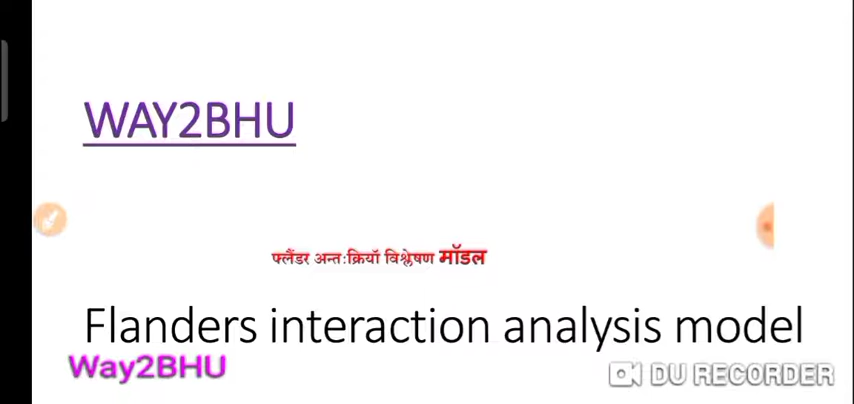 WAY2BHU
फ्लैंडर अन्तःक्रियॉ विश्लेषण मॉडल
Flanders interaction analysis model
Way2BHU
DU RECORDER